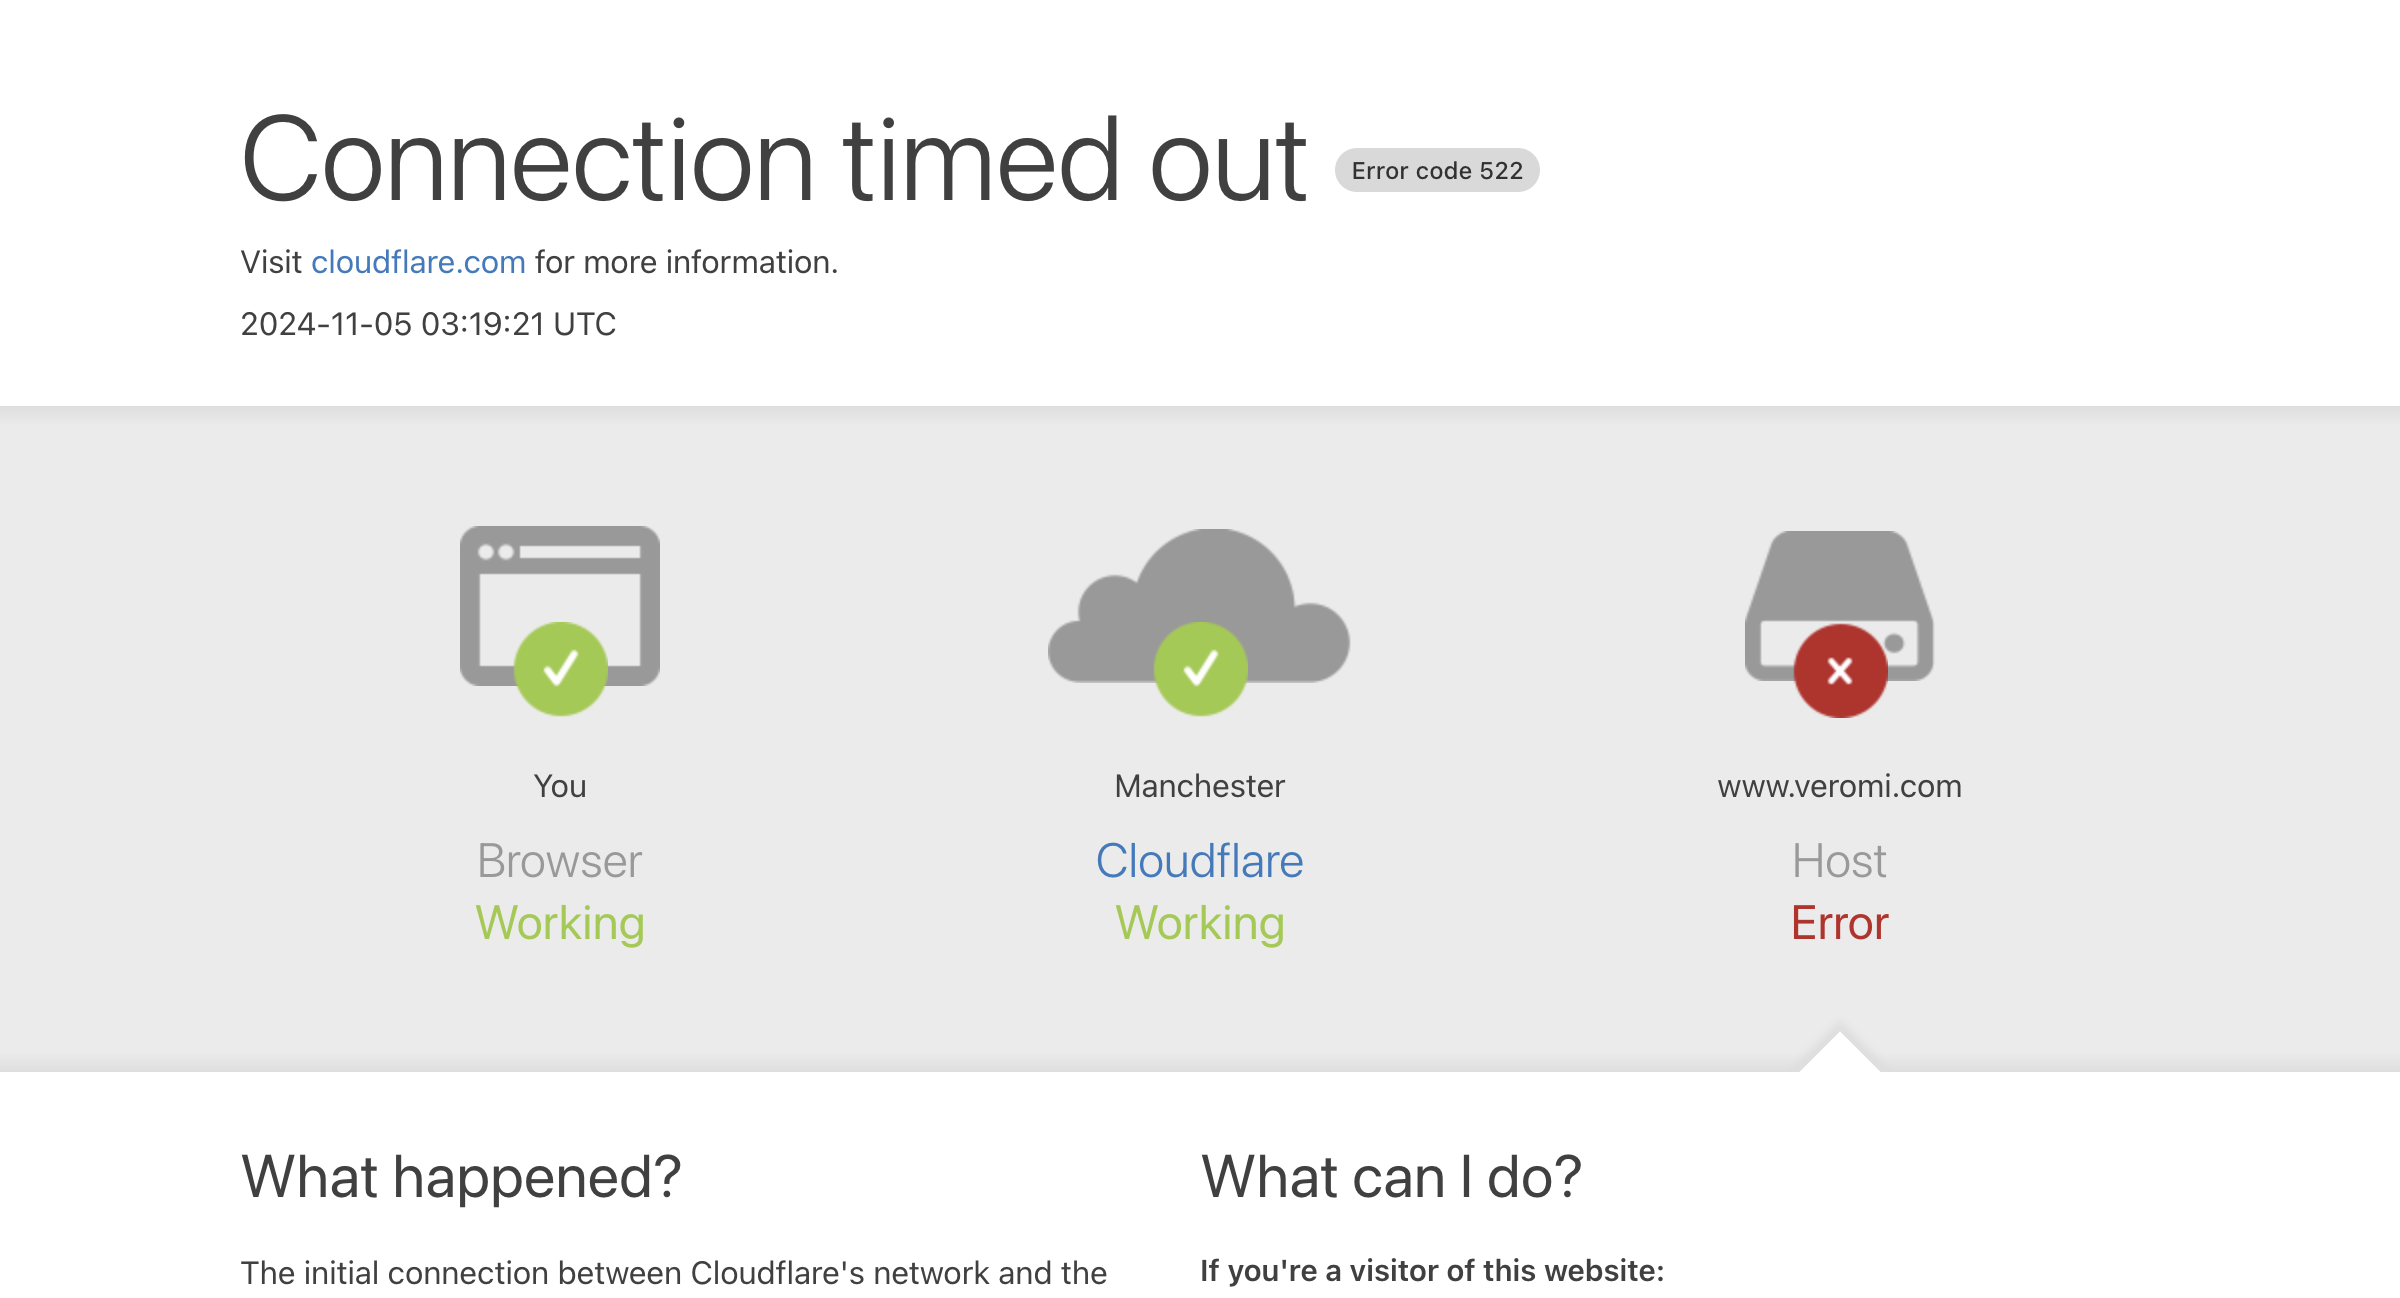 Connection timed out Error code 522
Visit cloudflare.com for more information.
2024-11-05 03:19:21 UTC
You
Browser
Working
Manchester
Cloudflare
Working
www.veromi.com
Host
Error
What happened?
The initial connection between Cloudflare's network and the
What can I do?
If you're a visitor of this website: